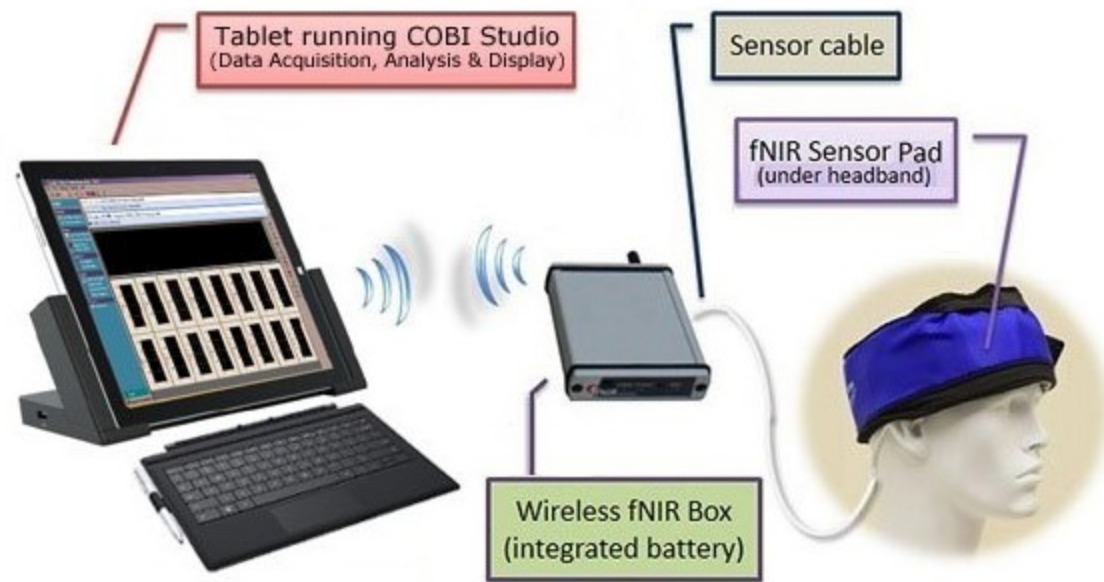 Tablet running COBI Studio
(Data Acquisition, Analysis & Display)
Sensor cable
fNIR Sensor Pad
(under headband)
Wireless fNIR Box
(integrated battery)